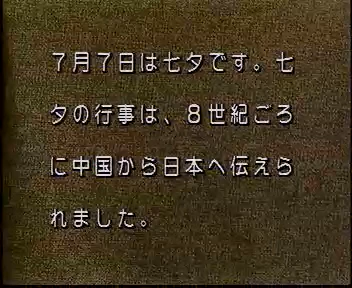 ７月７日は七夕です。七
夕の行事は、８世紀ごろ
に中国から日本へ伝えら
れました。